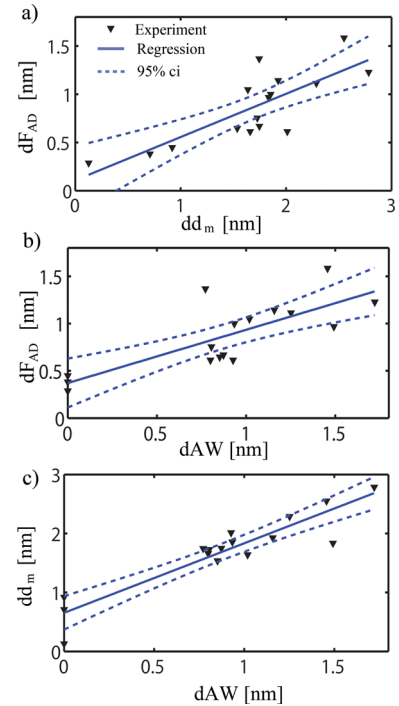 a)
Experiment
Regression
95% ci
1.5
1
0.5
0
dF_AD [nm]
0 1 2 3
dd_m [nm]
b)
1.5
1
0.5
0
dF_AD [nm]
0 0.5 1 1.5
dAW [nm]
c)
3
2
1
0
dd_m [nm]
0 0.5 1 1.5
dAW [nm]